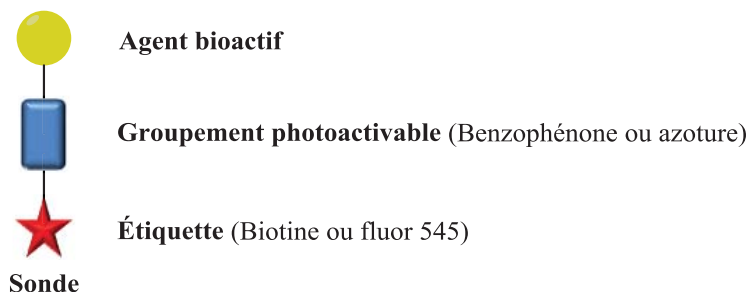 Agent bioactif
Groupement photoactivable (Benzophénone ou azoture)
Étiquette (Biotine ou fluor 545)
Sonde